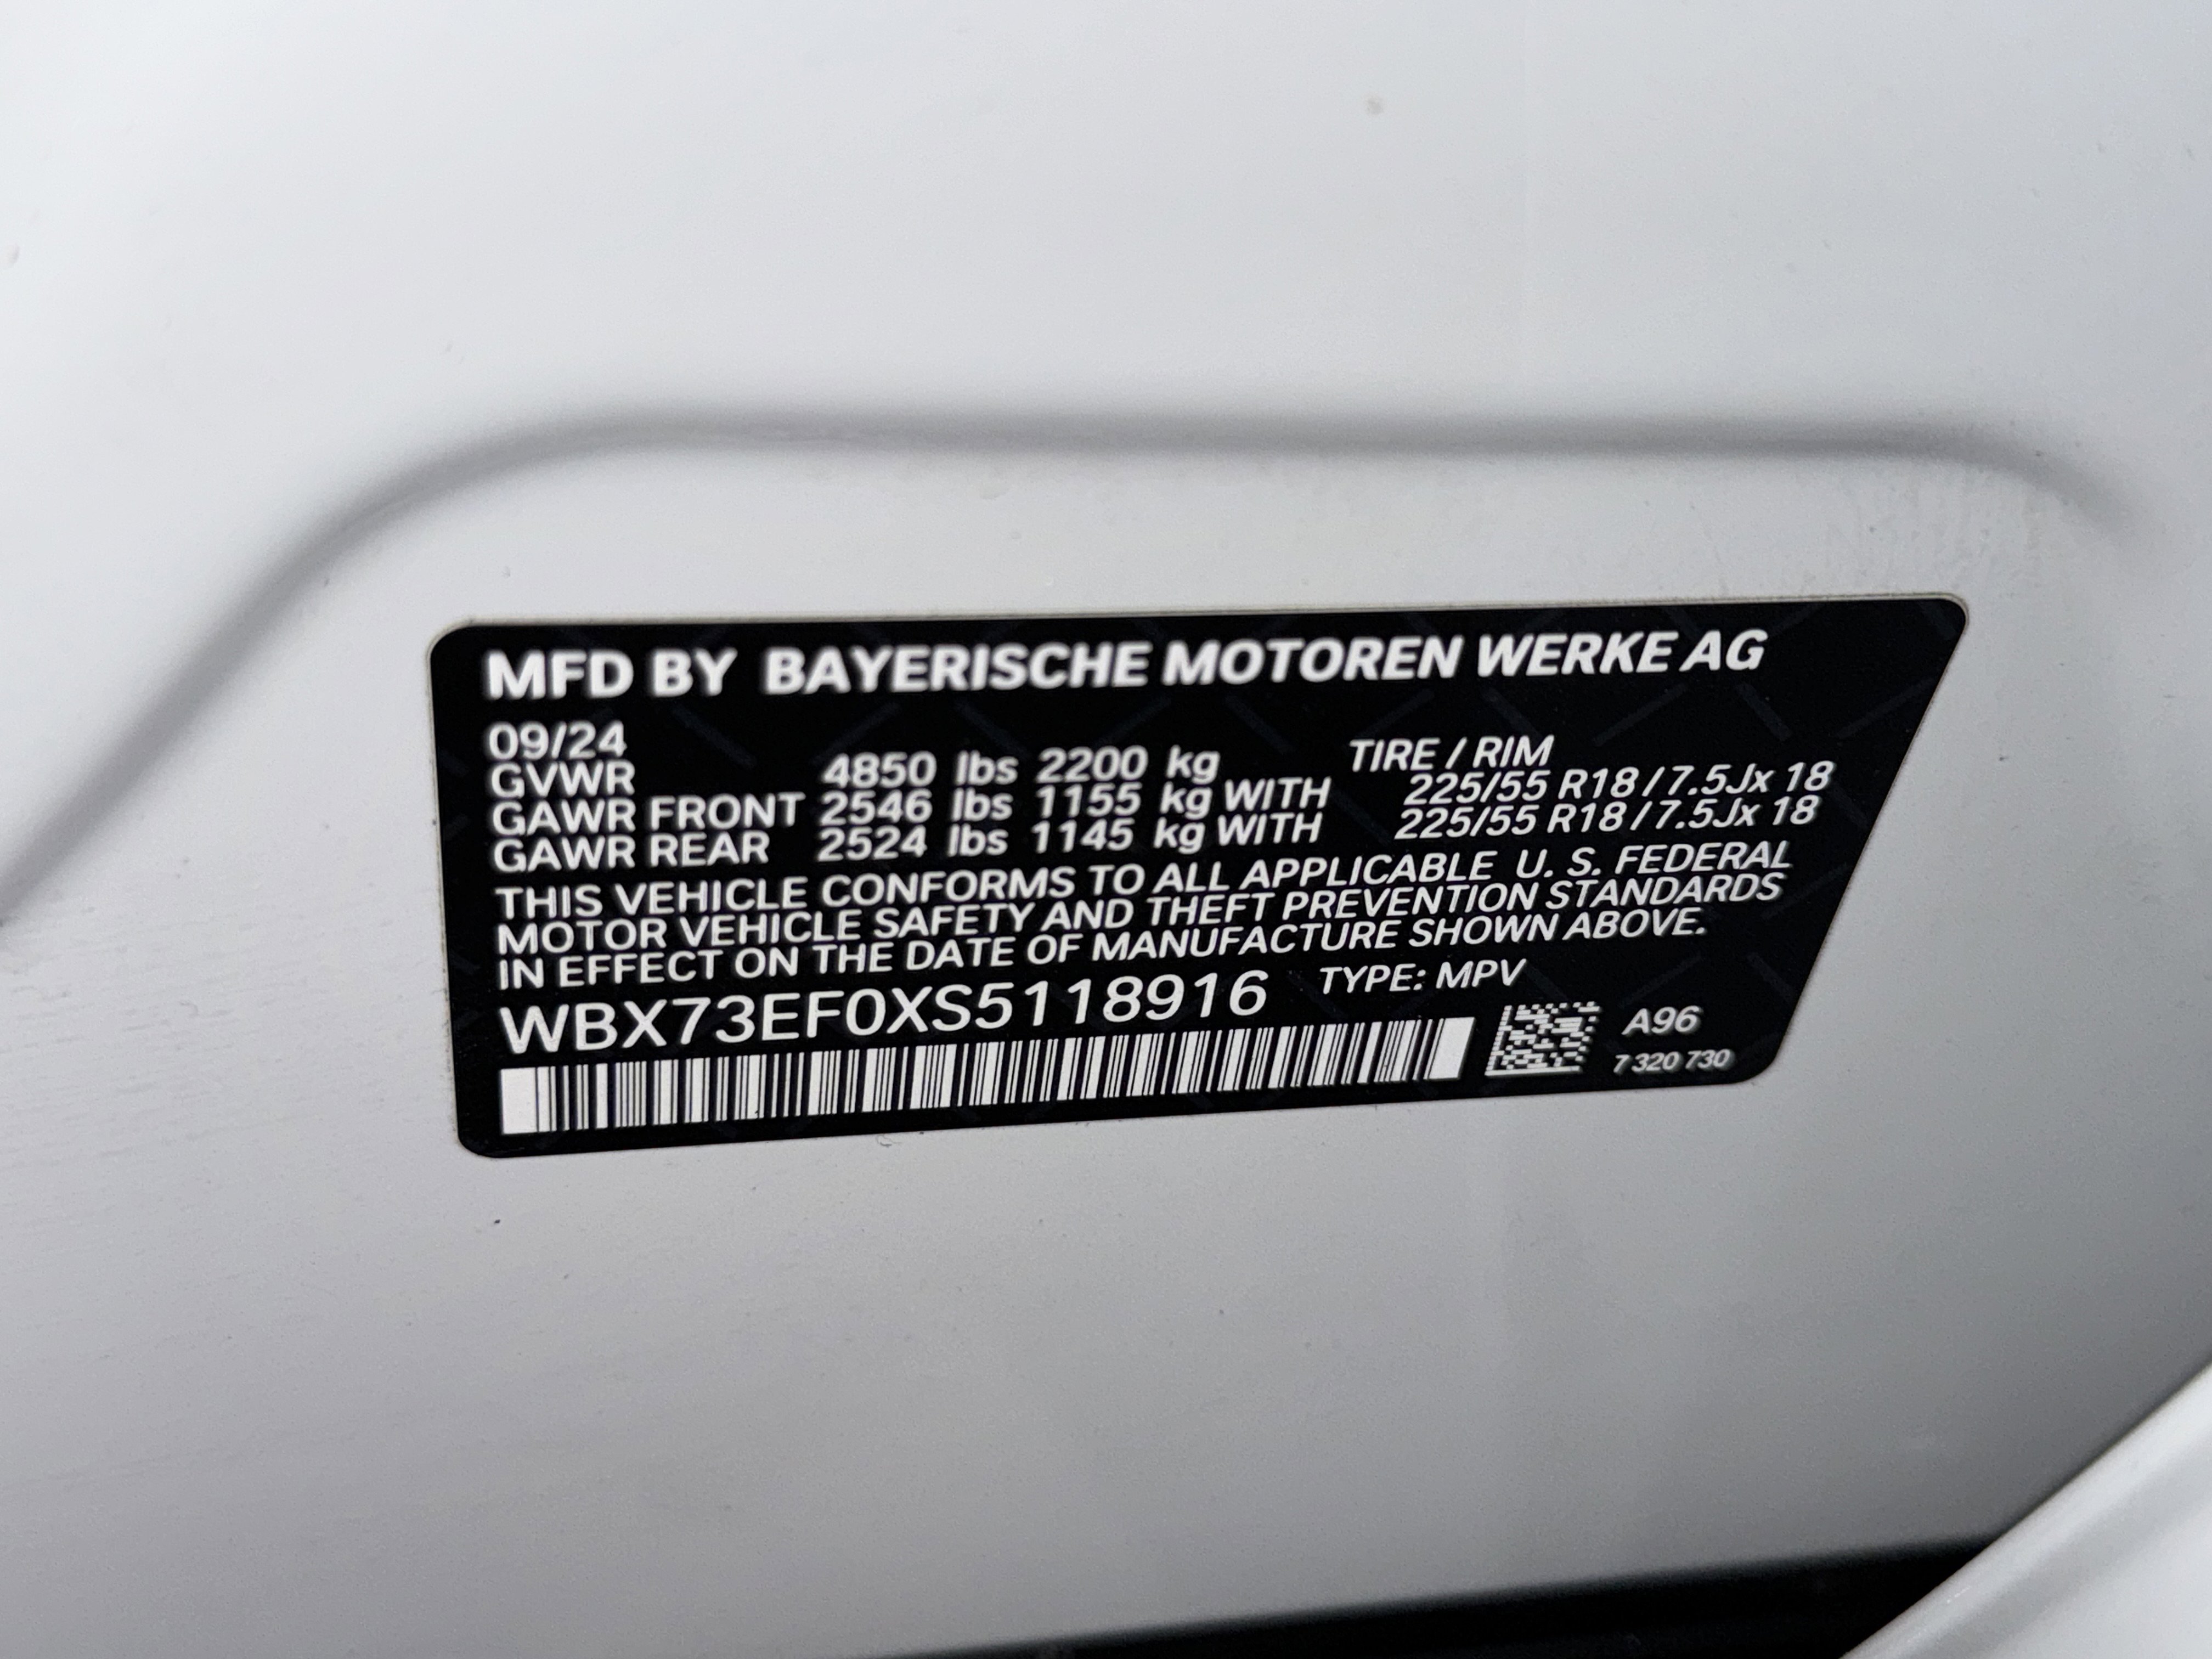 MFD BY BAYERISCHE MOTOREN WERKE AG
09/24 TIRE / RIM
GVWR 4850 lbs 2200 kg
GAWR FRONT 2546 lbs 1155 kg WITH 225/55 R18 / 7.5Jx 18
GAWR REAR 2524 lbs 1145 kg WITH 225/55 R18 / 7.5Jx 18
THIS VEHICLE CONFORMS TO ALL APPLICABLE U. S. FEDERAL
MOTOR VEHICLE SAFETY AND THEFT PREVENTION STANDARDS
IN EFFECT ON THE DATE OF MANUFACTURE SHOWN ABOVE.
WBX73EF0XS5118916 TYPE: MPV
A96
7 320 730